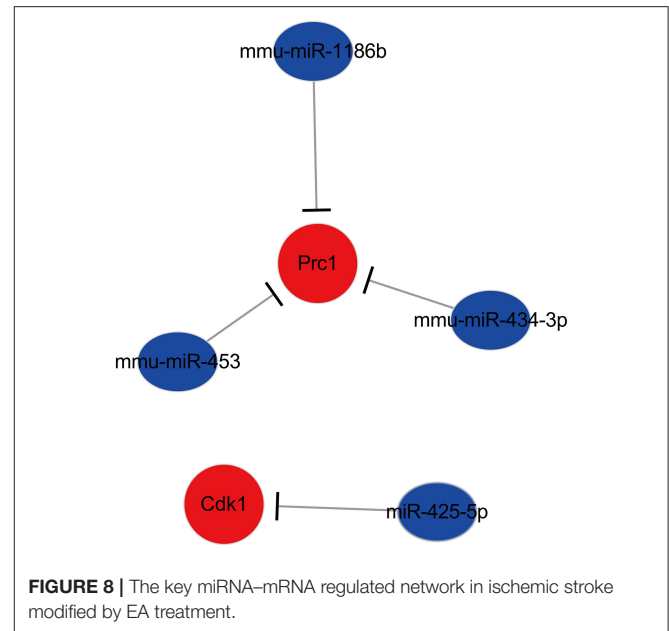 mmu-miR-1186b
Prc1
mmu-miR-434-3p
mmu-miR-453
Cdk1
miR-425-5p
FIGURE 8 | The key miRNA–mRNA regulated network in ischemic stroke
modified by EA treatment.